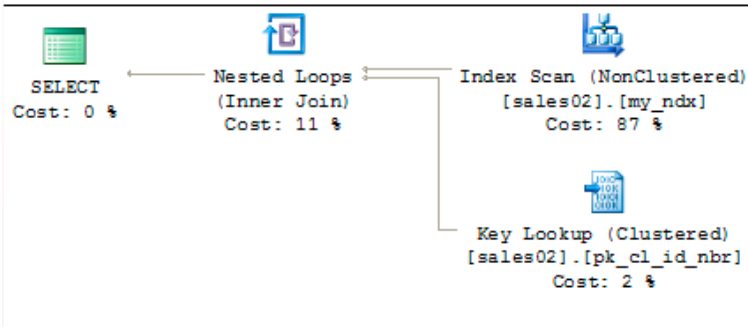 SELECT
Cost: 0 %
Nested Loops
(Inner Join)
Cost: 11 %
Index Scan (NonClustered)
[sales02].[my_ndx]
Cost: 87 %
Key Lookup (Clustered)
[sales02].[pk_cl_id_nbr]
Cost: 2 %